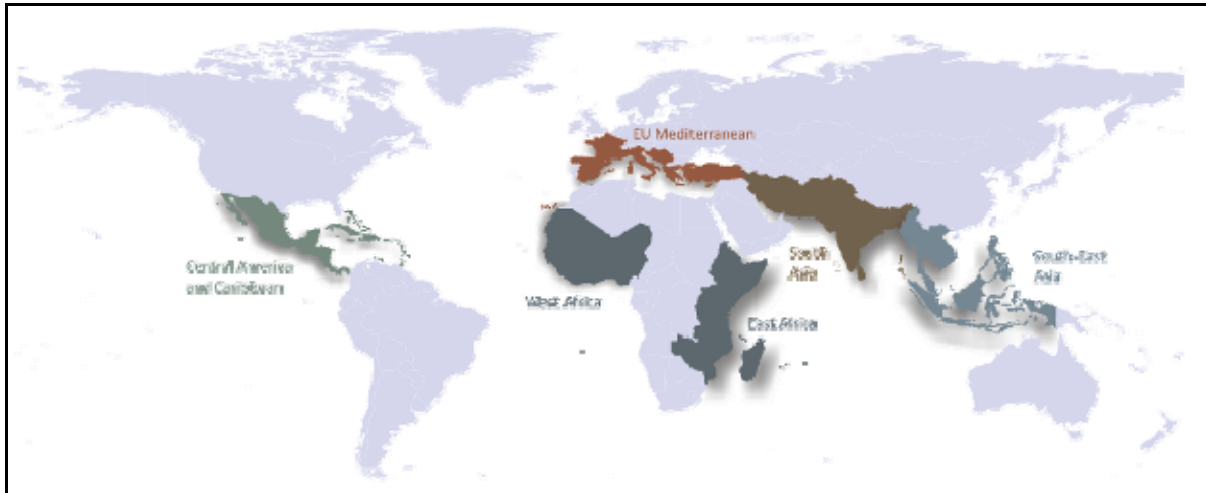 EU Mediterranean
Central America
and Caribbean
West Africa
East Africa
South
Asia
South-East
Asia